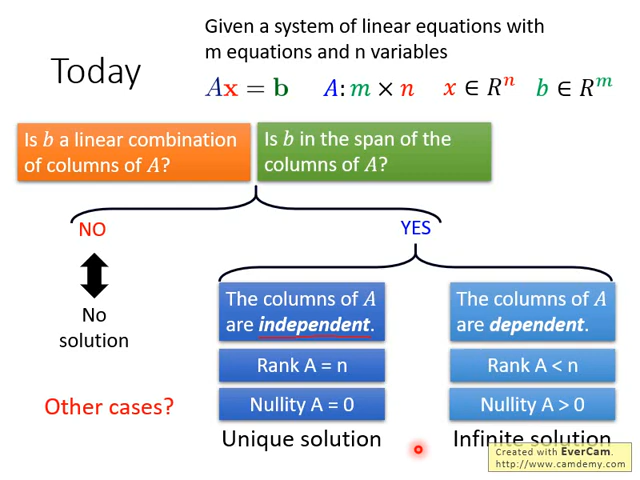 Given a system of linear equations with
m equations and n variables
Today
Ax = b A: m × n x ∈ Rⁿ b ∈ Rᵐ
Is b a linear combination
of columns of A?
Is b in the span of the
columns of A?
NO
YES
No
solution
The columns of A
are independent.
The columns of A
are dependent.
Rank A = n
Rank A < n
Other cases?
Nullity A = 0
Nullity A > 0
Unique solution
Infinite solution
Created with EverCam.
http://www.camdemy.com